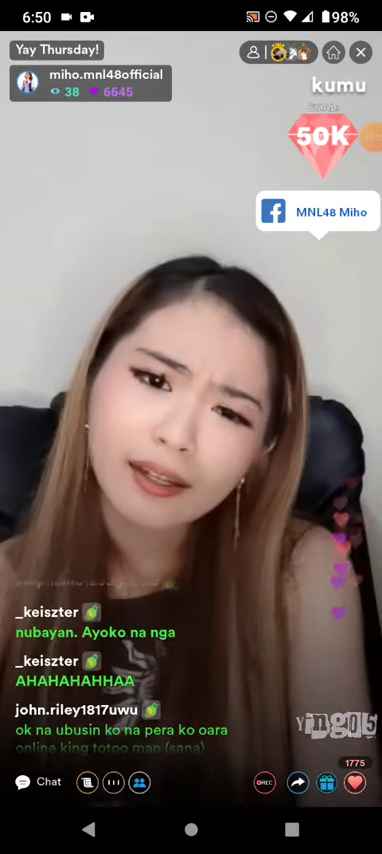 6:50
98%
Yay Thursday!
miho.mnl48official
38 6645
kumu
GOAL:
50K
MNL48 Miho
_keiszter
nubayan. Ayoko na nga
_keiszter
AHAHAHAHHAA
john.riley1817uwu
ok na ubusin ko na pera ko oara
online king totoo man (sana)
1775
Chat
REC